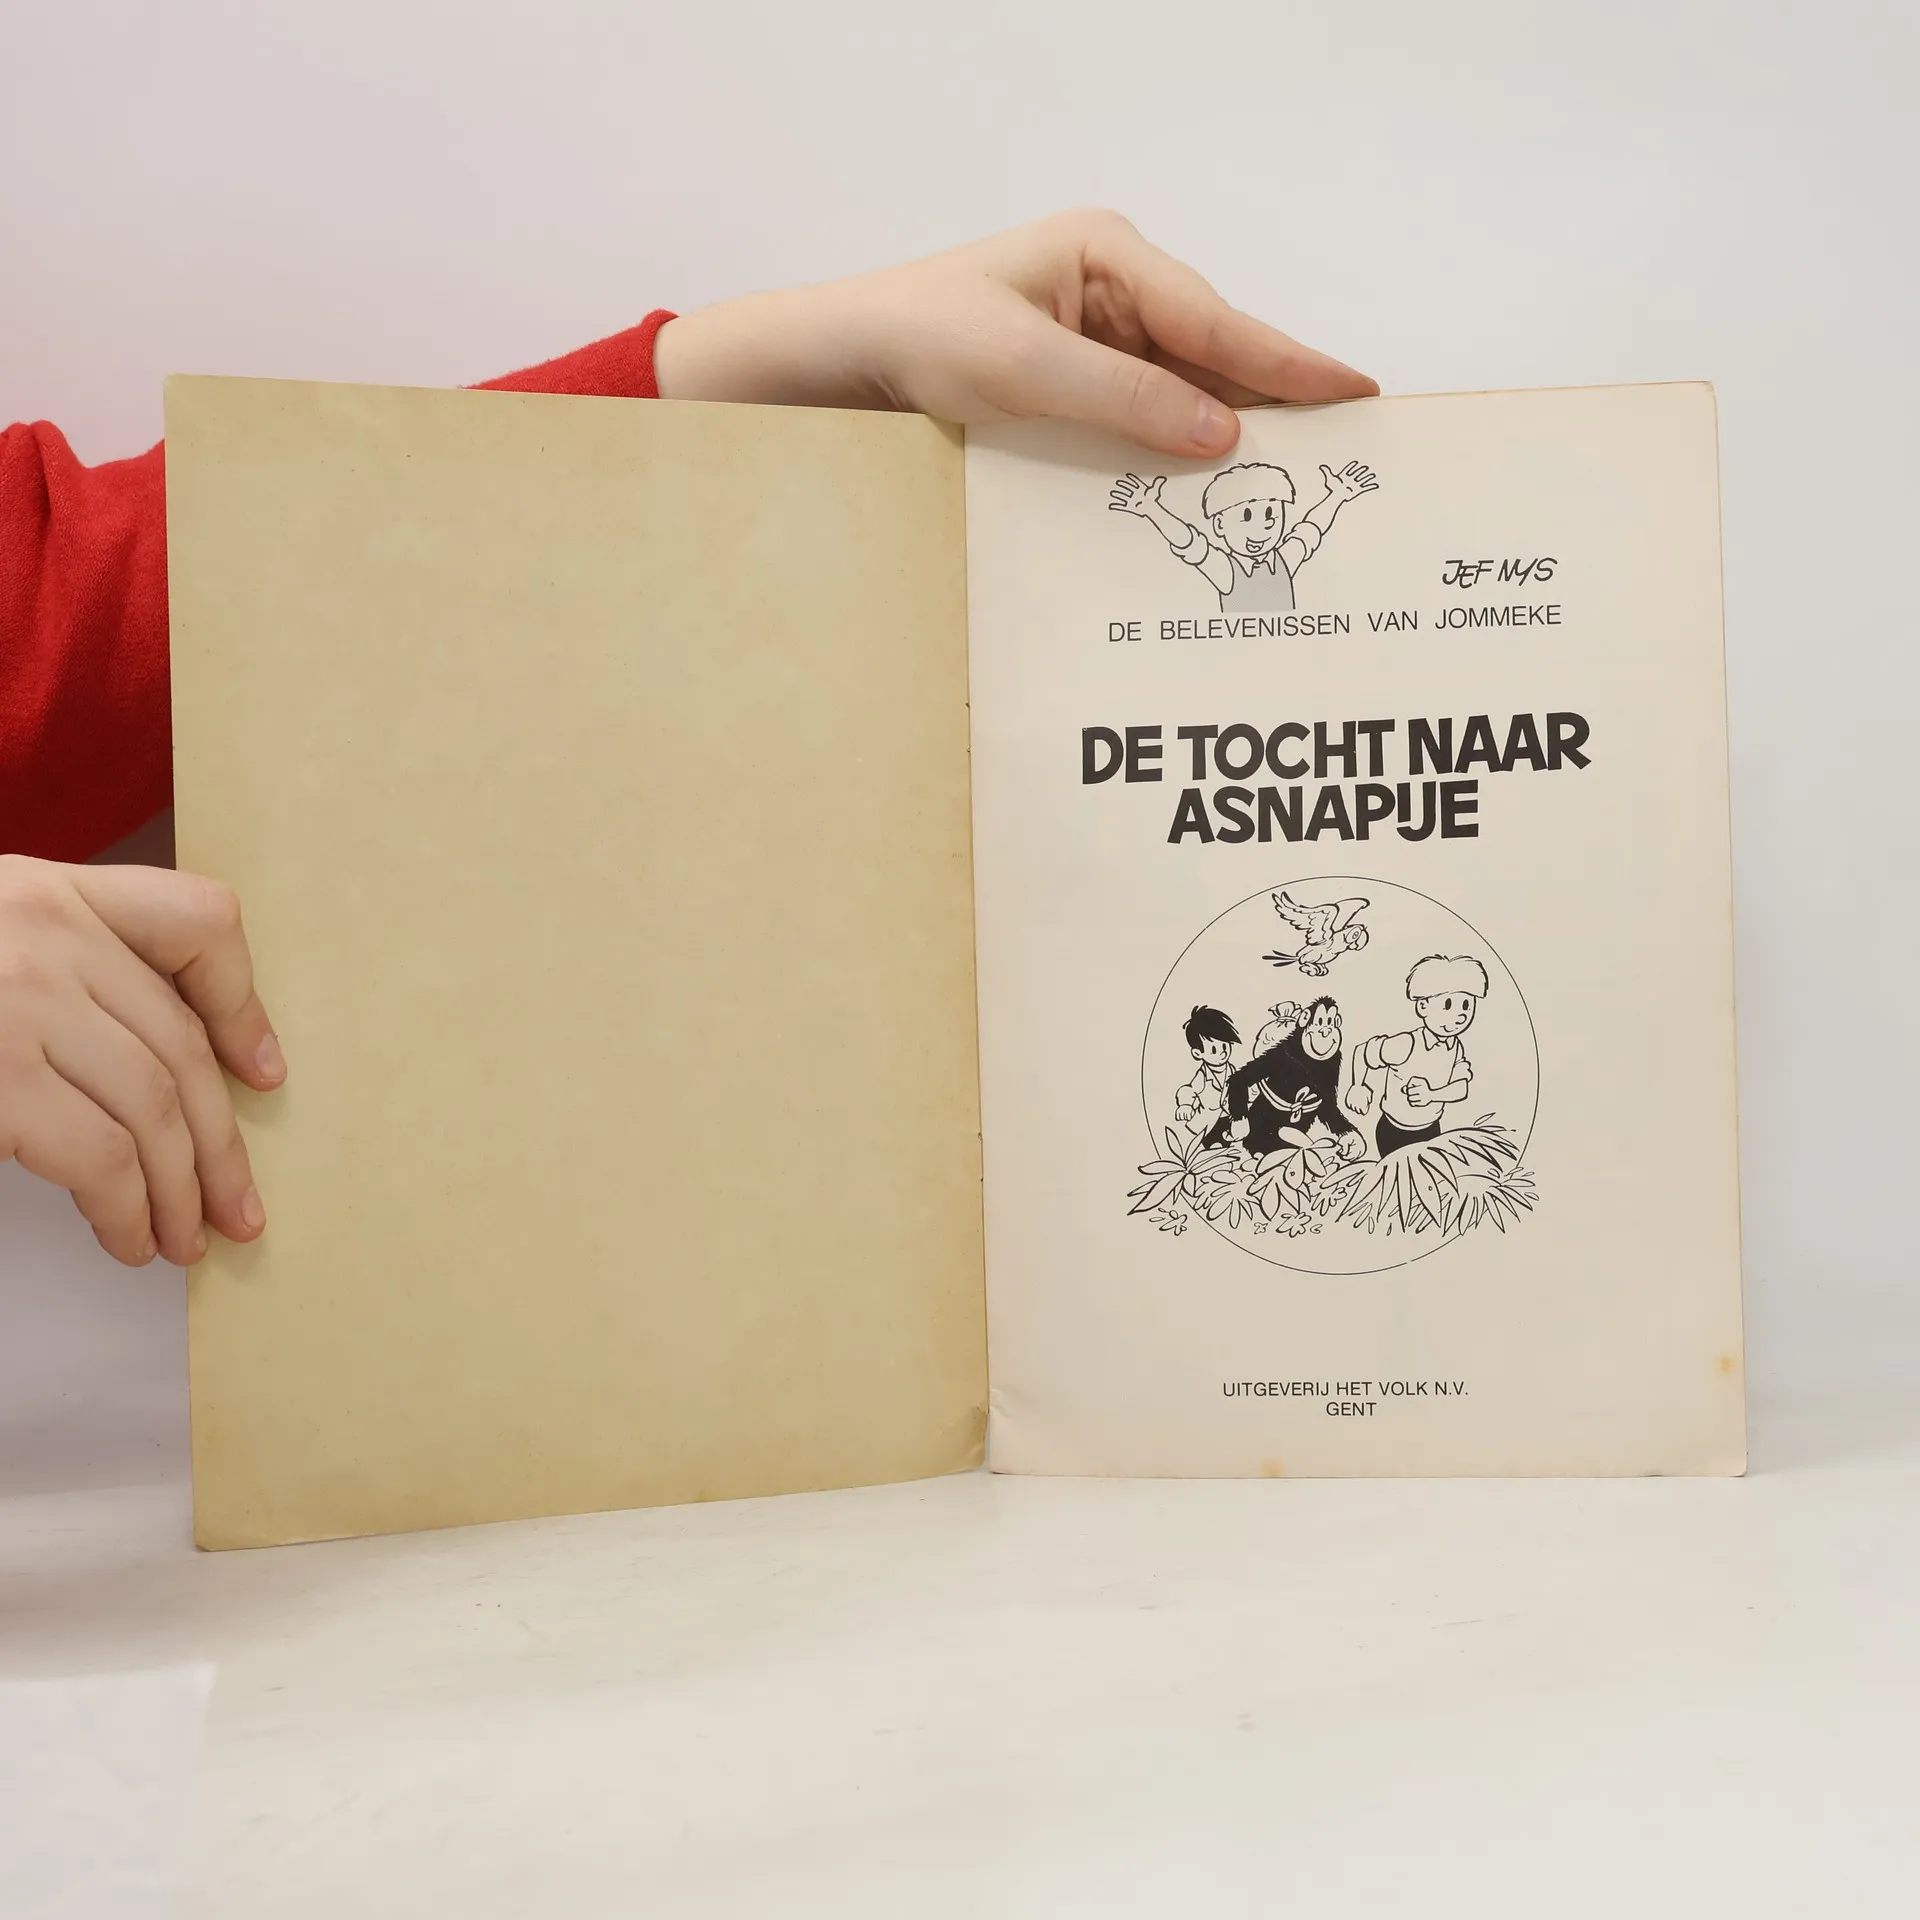 JEF NYS
DE BELEVENISSEN VAN JOMMEKE
DE TOCHT NAAR
ASNAPIJE
UITGEVERIJ HET VOLK N.V.
GENT